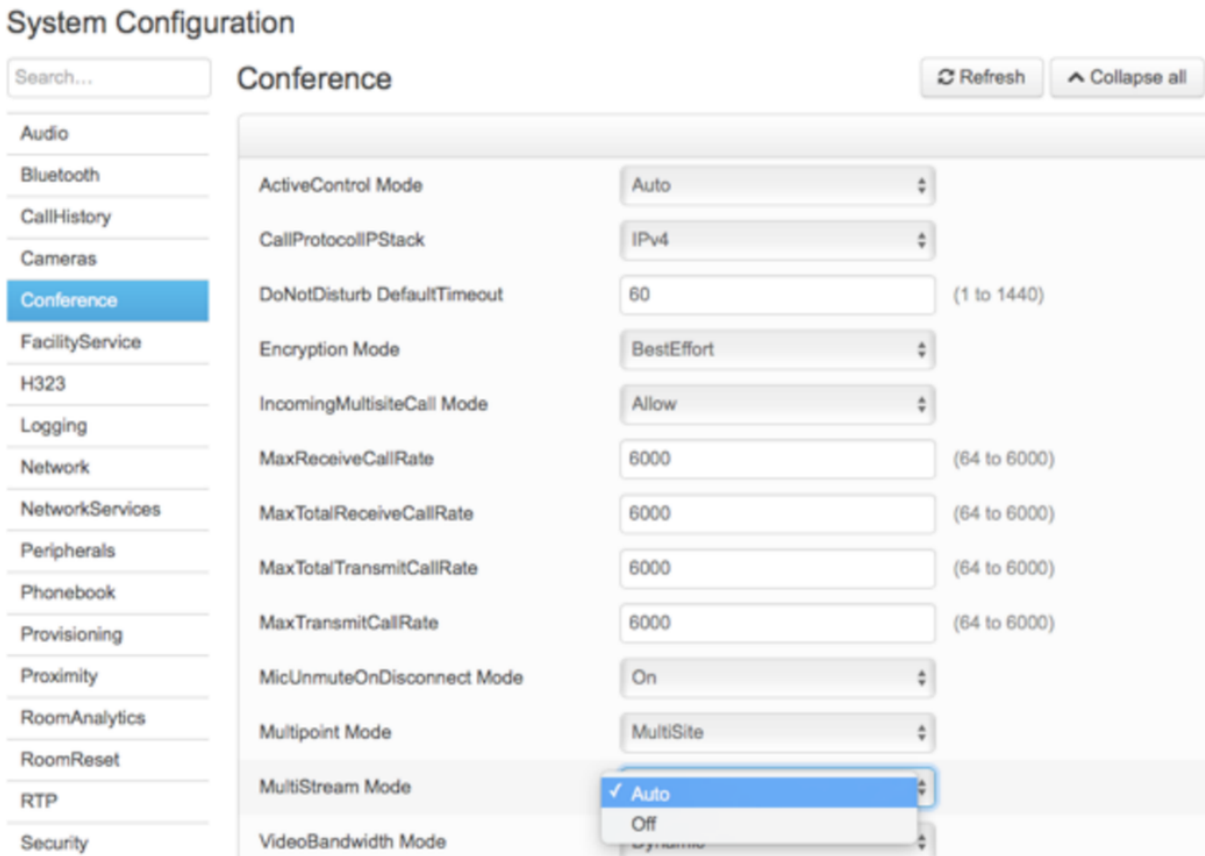 System Configuration
Search...
Conference
Refresh
Collapse all
Audio
Bluetooth
CallHistory
Cameras
Conference
FacilityService
H323
Logging
Network
NetworkServices
Peripherals
Phonebook
Provisioning
Proximity
RoomAnalytics
RoomReset
RTP
Security
ActiveControl Mode Auto
CallProtocolIPStack IPv4
DoNotDisturb DefaultTimeout 60 (1 to 1440)
Encryption Mode BestEffort
IncomingMultisiteCall Mode Allow
MaxReceiveCallRate 6000 (64 to 6000)
MaxTotalReceiveCallRate 6000 (64 to 6000)
MaxTotalTransmitCallRate 6000 (64 to 6000)
MaxTransmitCallRate 6000 (64 to 6000)
MicUnmuteOnDisconnect Mode On
Multipoint Mode MultiSite
MultiStream Mode ✓ Auto
Off
VideoBandwidth Mode Dynamic